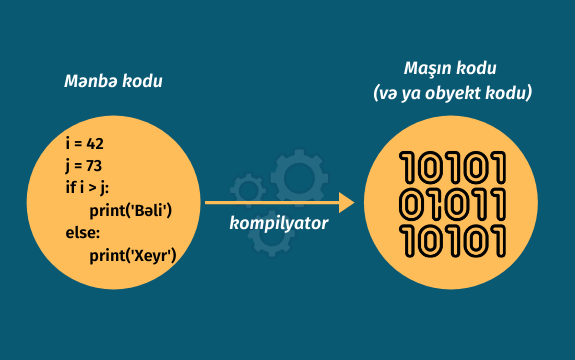 Mənbə kodu
i = 42
j = 73
if i > j:
print('Bəli')
else:
print('Xeyr')
kompilyator
Maşın kodu
(və ya obyekt kodu)
10101
01011
10101